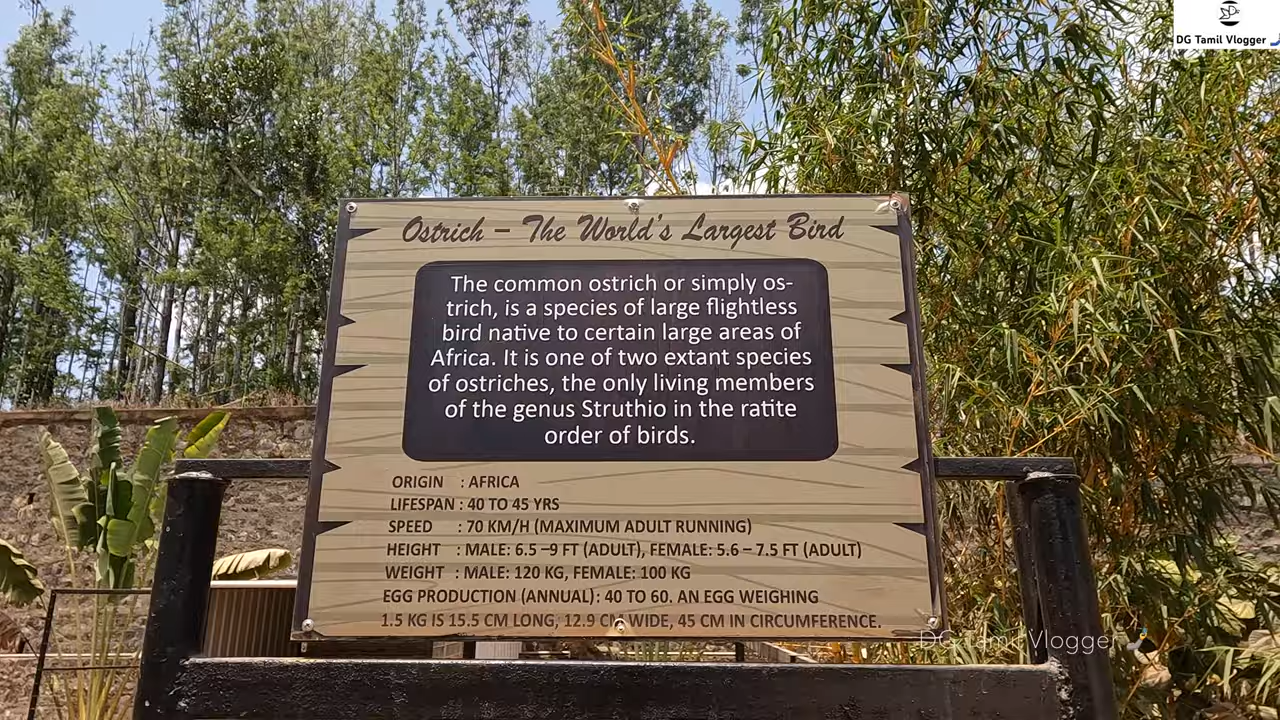 DG Tamil Vlogger
Ostrich – The World's Largest Bird
The common ostrich or simply os-
trich, is a species of large flightless
bird native to certain large areas of
Africa. It is one of two extant species
of ostriches, the only living members
of the genus Struthio in the ratite
order of birds.
ORIGIN : AFRICA
LIFESPAN : 40 TO 45 YRS
SPEED : 70 KM/H (MAXIMUM ADULT RUNNING)
HEIGHT : MALE: 6.5 –9 FT (ADULT), FEMALE: 5.6 – 7.5 FT (ADULT)
WEIGHT : MALE: 120 KG, FEMALE: 100 KG
EGG PRODUCTION (ANNUAL): 40 TO 60. AN EGG WEIGHING
1.5 KG IS 15.5 CM LONG, 12.9 CM WIDE, 45 CM IN CIRCUMFERENCE.
DG Tamil Vlogger